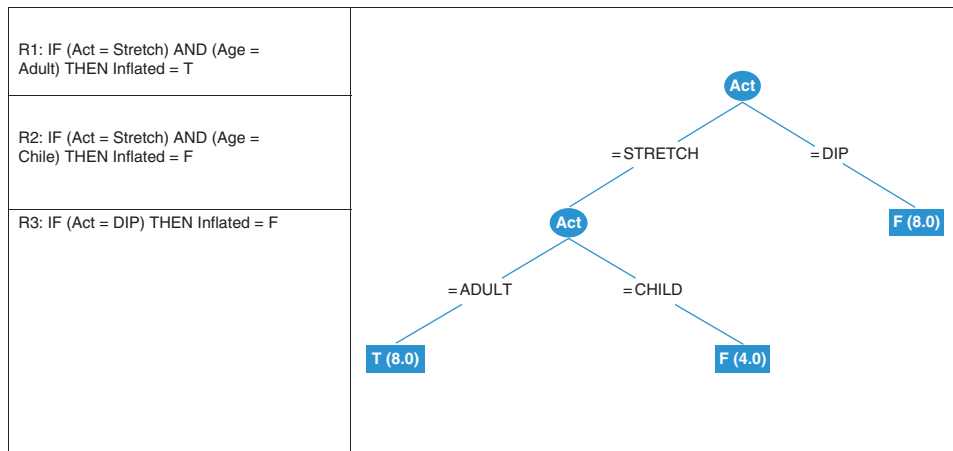 R1: IF (Act = Stretch) AND (Age =
Adult) THEN Inflated = T
R2: IF (Act = Stretch) AND (Age =
Chile) THEN Inflated = F
R3: IF (Act = DIP) THEN Inflated = F
Act
=STRETCH
=DIP
Act
F (8.0)
=ADULT
=CHILD
T (8.0)
F (4.0)